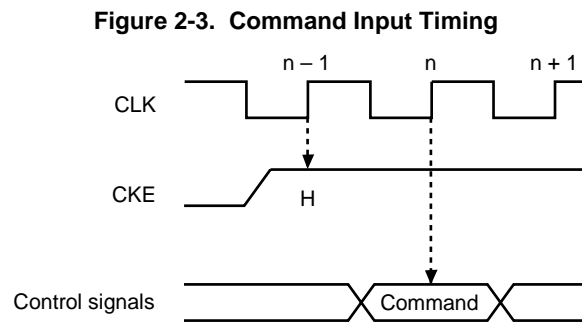 Figure 2-3. Command Input Timing
n – 1 n n + 1
CLK
CKE
H
Control signals Command